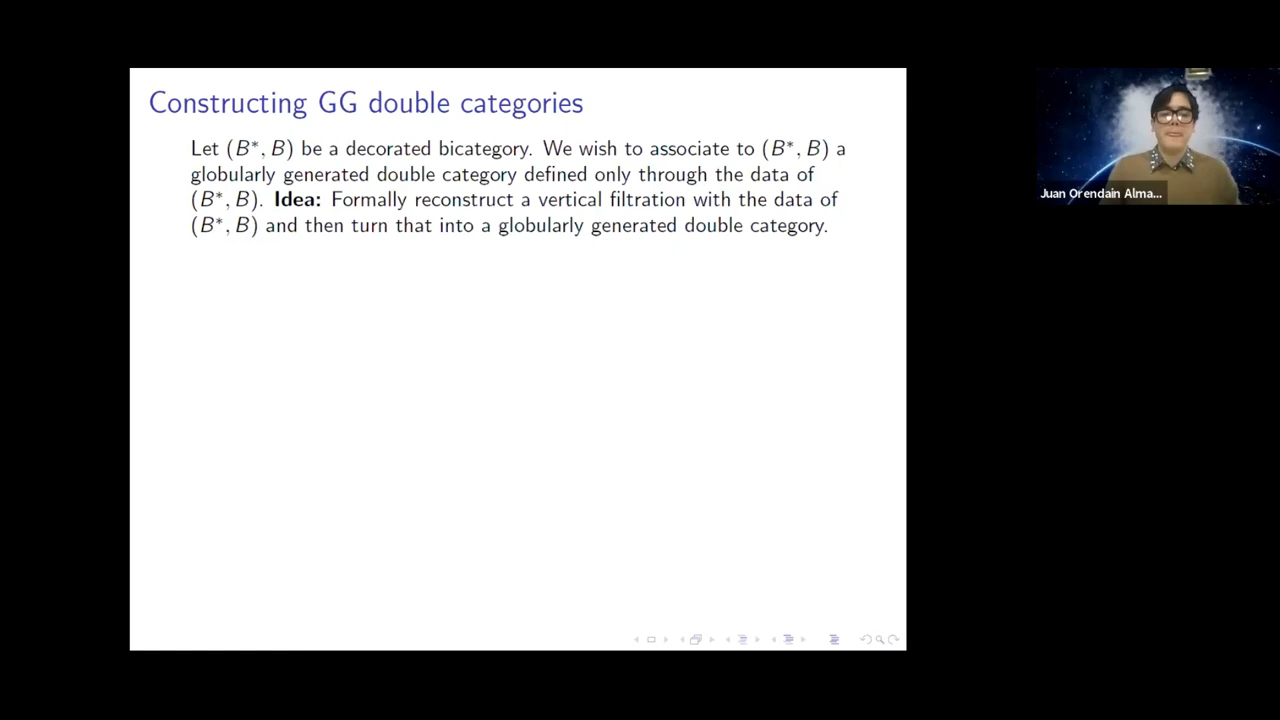 Constructing GG double categories
Let (B*, B) be a decorated bicategory. We wish to associate to (B*, B) a
globularly generated double category defined only through the data of
(B*, B). Idea: Formally reconstruct a vertical filtration with the data of
(B*, B) and then turn that into a globularly generated double category.
Juan Orendain Alma...